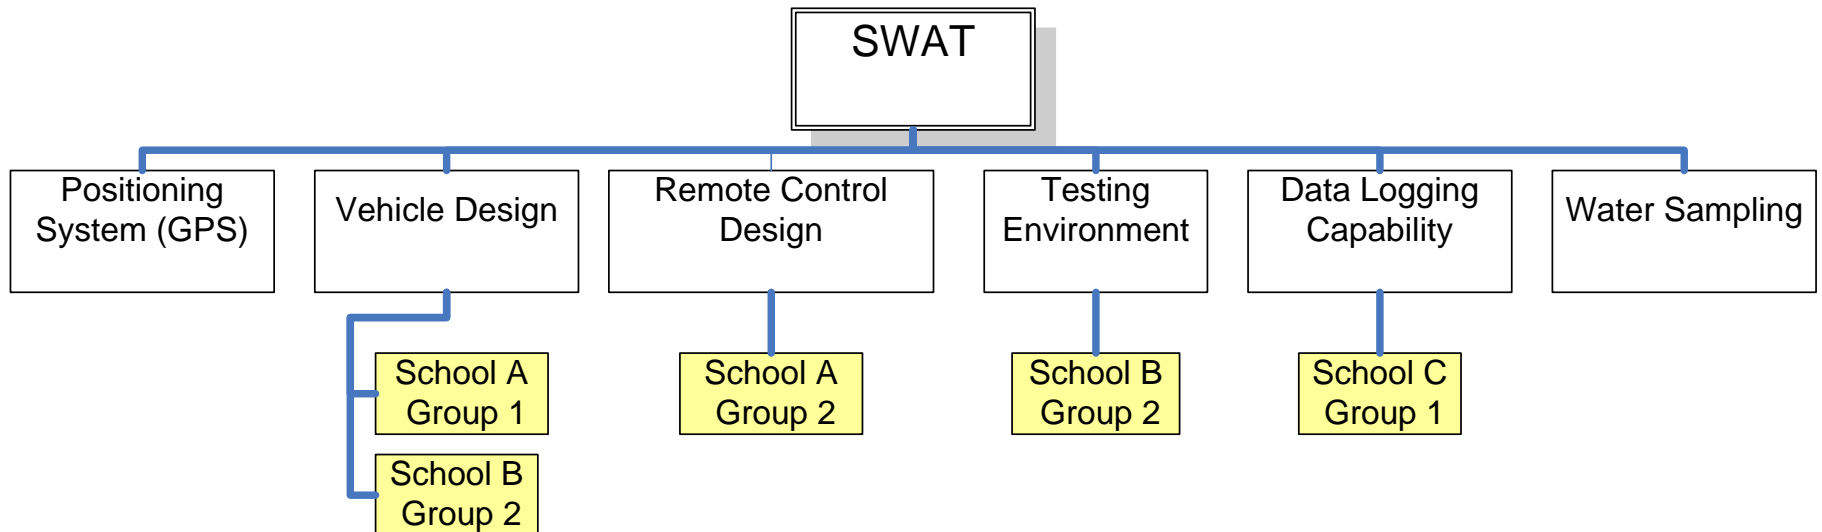 SWAT
Positioning
System (GPS)
Vehicle Design
Remote Control
Design
Testing
Environment
Data Logging
Capability
Water Sampling
School A
Group 1
School A
Group 2
School B
Group 2
School C
Group 1
School B
Group 2